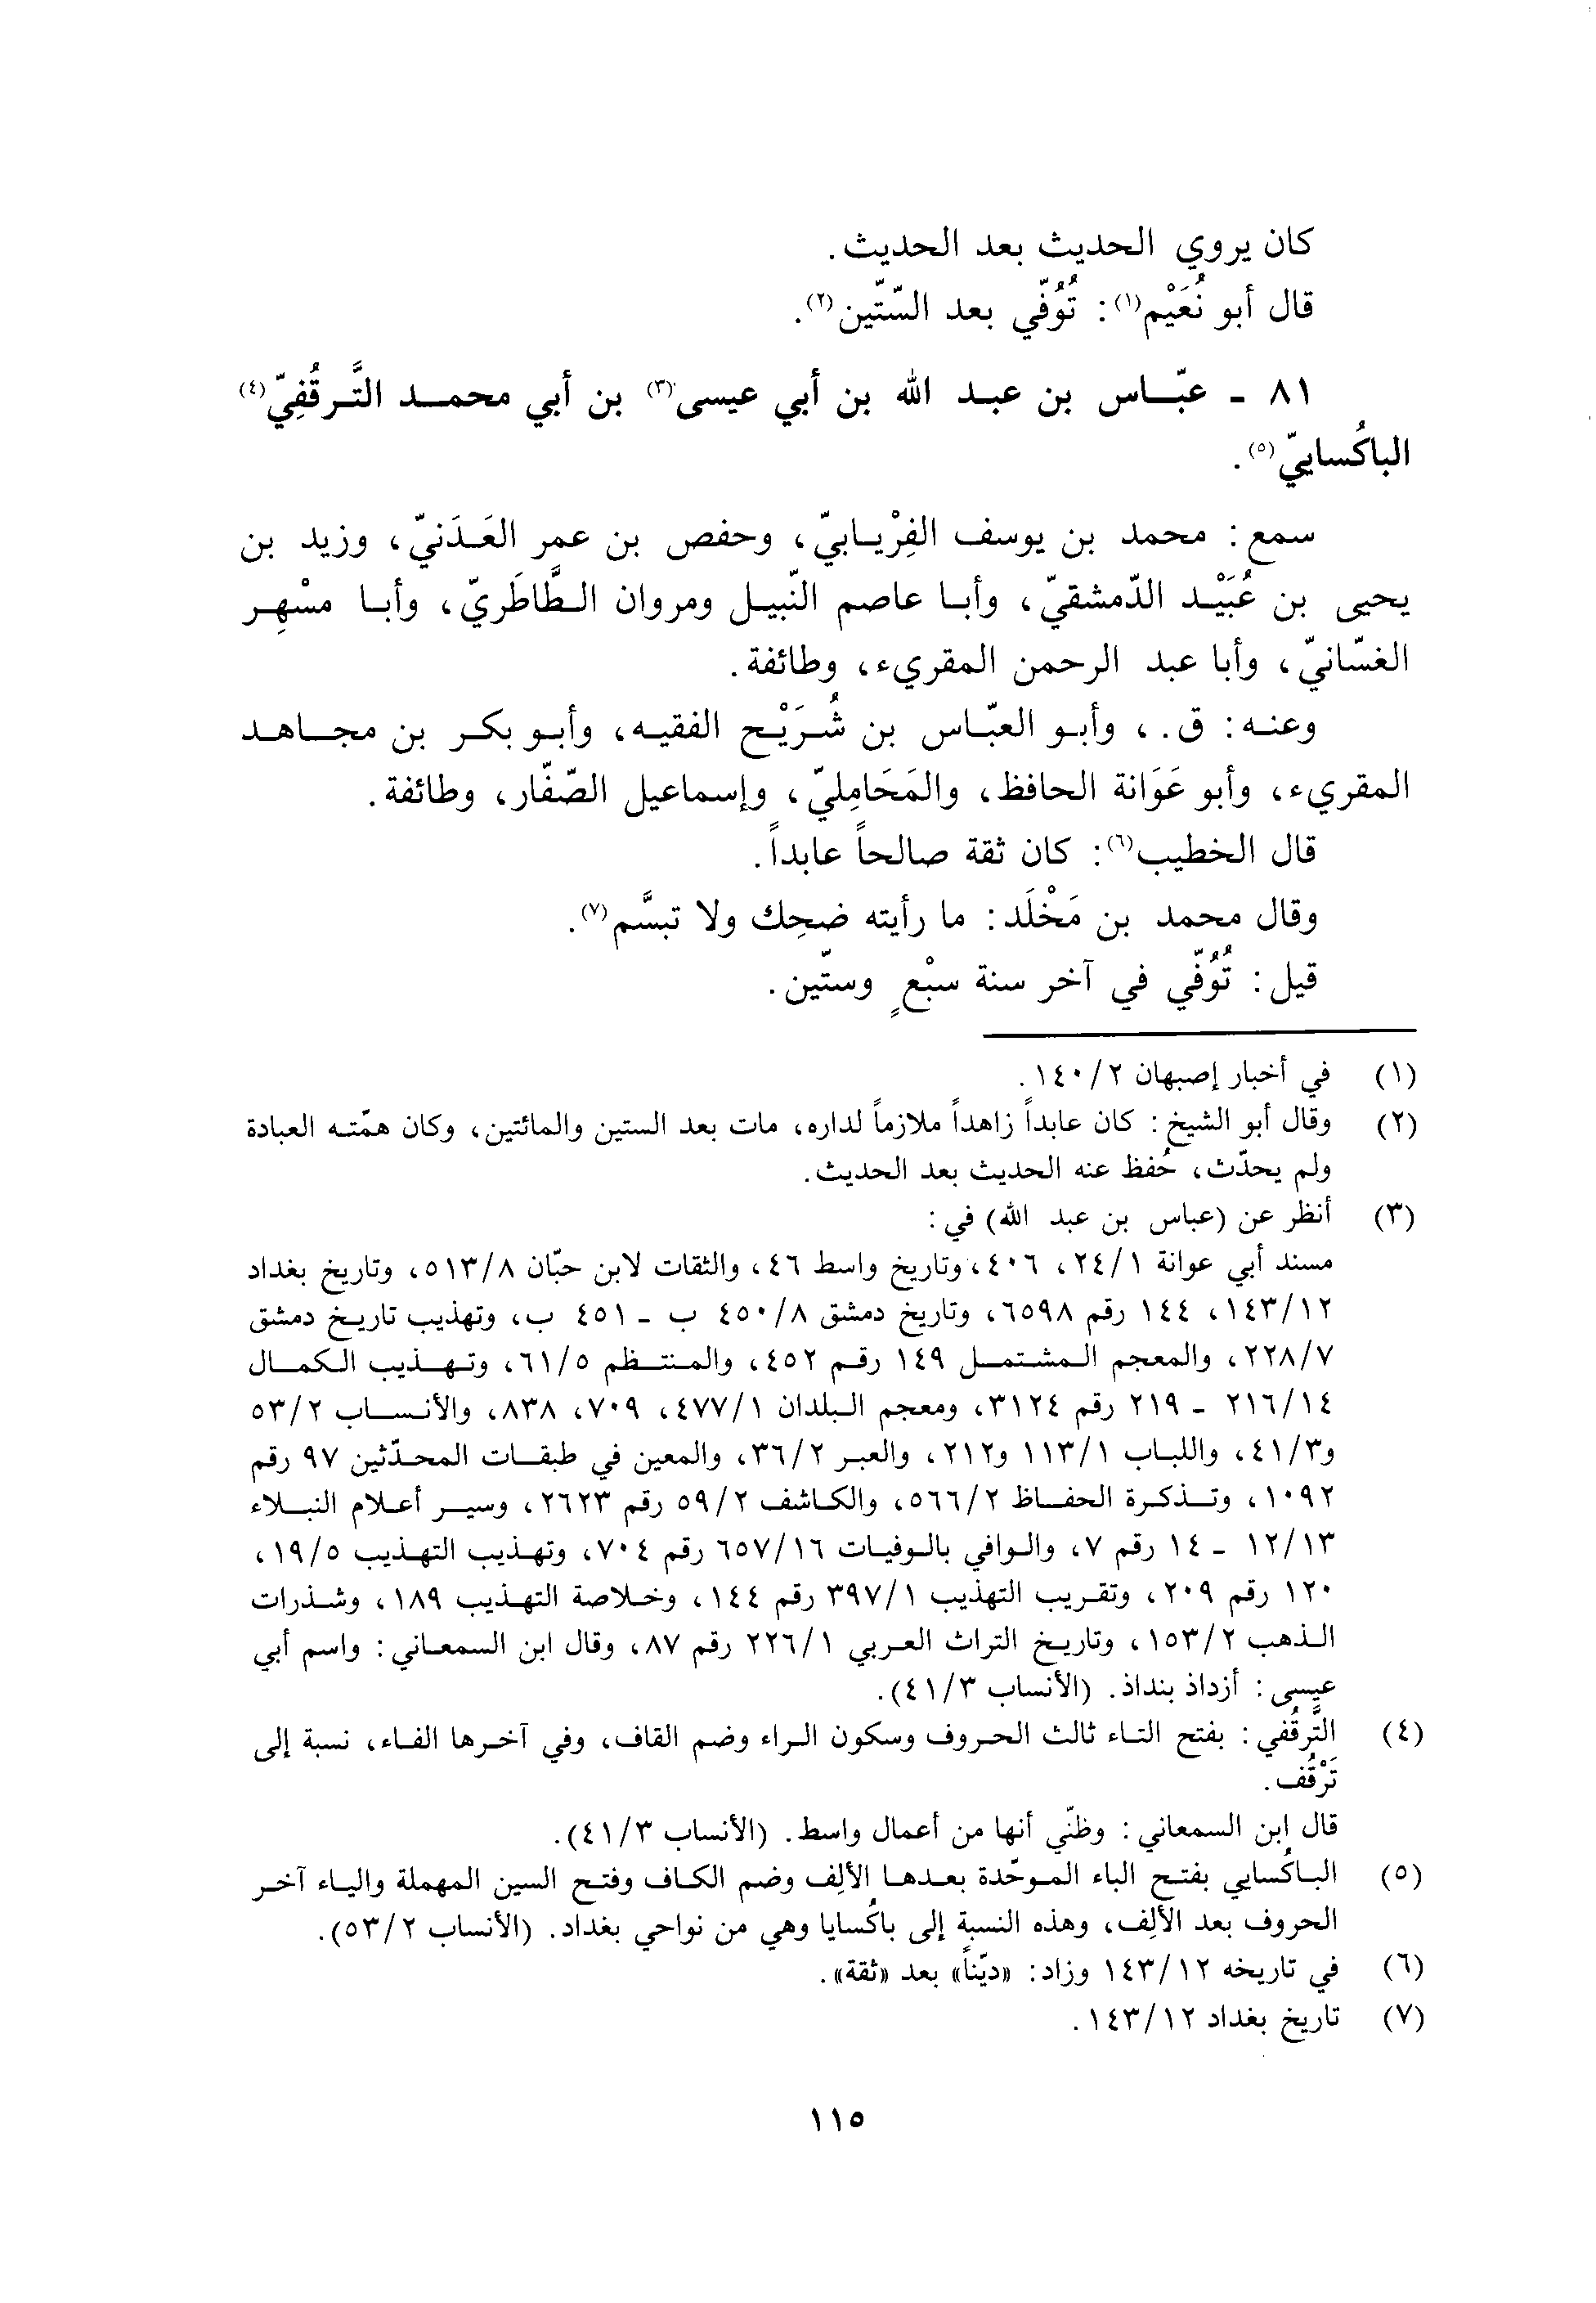 كان يروي الحديث بعد الحديث.
قال أبو نُعَيْم(١): تُوُفّي بعد السّتّين(٢).
٨١ - عبّاس بن عبد الله بن أبي عيسى(٣) بن أبي محمد التَّرقُفِيّ(٤)
الباكُساييّ(٥).
سمع: محمد بن يوسف الفِرْيابيّ، وحفص بن عمر العَدَنيّ، وزيد بن
يحيى بن عُبَيْد الدّمشقيّ، وأبا عاصم النّبيل ومروان الطَّاطَريّ، وأبا مسْهِر
الغسّانيّ، وأبا عبد الرحمن المقريء، وطائفة.
وعنه: ق.، وأبو العبّاس بن شُرَيْح الفقيه، وأبو بكر بن مجاهد
المقريء، وأبو عَوَانة الحافظ، والمَحَامِليّ، وإسماعيل الصّفّار، وطائفة.
قال الخطيب(٦): كان ثقة صالحاً عابداً.
وقال محمد بن مَخْلَد: ما رأيته ضحِك ولا تبسَّم(٧).
قيل: تُوُفّي في آخر سنة سبْعٍ وستّين.
(١) في أخبار إصبهان ٢/١٤٠.
(٢) وقال أبو الشيخ: كان عابداً زاهداً ملازماً لداره، مات بعد الستين والمائتين، وكان همّته العبادة
ولم يحدّث، حُفظ عنه الحديث بعد الحديث.
(٣) أنظر عن (عباس بن عبد الله) في:
مسند أبي عوانة ١/٢٤، ٤٠٦، وتاريخ واسط ٤٦، والثقات لابن حبّان ٨/٥١٣، وتاريخ بغداد
١٢/١٤٣، ١٤٤ رقم ٦٥٩٨، وتاريخ دمشق ٨/٤٥٠ ب - ٤٥١ ب، وتهذيب تاريخ دمشق
٧/٢٢٨، والمعجم المشتمل ١٤٩ رقم ٤٥٢، والمنتظم ٥/٦١، وتهذيب الكمال
١٤/٢١٦ - ٢١٩ رقم ٣١٢٤، ومعجم البلدان ١/٤٧٧، ٧٠٩، ٨٣٨، والأنساب ٢/٥٣
و٣/٤١، واللباب ١/١١٣ و٢١٢، والعبر ٢/٣٦، والمعين في طبقات المحدّثين ٩٧ رقم
١٠٩٢، وتذكرة الحفاظ ٢/٥٦٦، والكاشف ٢/٥٩ رقم ٢٦٢٣، وسير أعلام النبلاء
١٣/١٢ - ١٤ رقم ٧، والوافي بالوفيات ١٦/٦٥٧ رقم ٧٠٤، وتهذيب التهذيب ٥/١٩،
١٢٠ رقم ٢٠٩، وتقريب التهذيب ١/٣٩٧ رقم ١٤٤، وخلاصة التهذيب ١٨٩، وشذرات
الذهب ٢/١٥٣، وتاريخ التراث العربي ١/٢٢٦ رقم ٨٧، وقال ابن السمعاني: واسم أبي
عيسى: أزداذ بنداذ. (الأنساب ٣/٤١).
(٤) التَّرقُفي: بفتح التاء ثالث الحروف وسكون الراء وضم القاف، وفي آخرها الفاء، نسبة إلى
تَرْقُف.
قال ابن السمعاني: وظنّي أنها من أعمال واسط. (الأنساب ٣/٤١).
(٥) الباكُسايي بفتح الباء الموحّدة بعدها الألِف وضم الكاف وفتح السين المهملة والياء آخر
الحروف بعد الألِف، وهذه النسبة إلى باكُسايا وهي من نواحي بغداد. (الأنساب ٢/٥٣).
(٦) في تاريخه ١٢/١٤٣ وزاد: «ديّناً» بعد «ثقة».
(٧) تاريخ بغداد ١٢/١٤٣.
١١٥